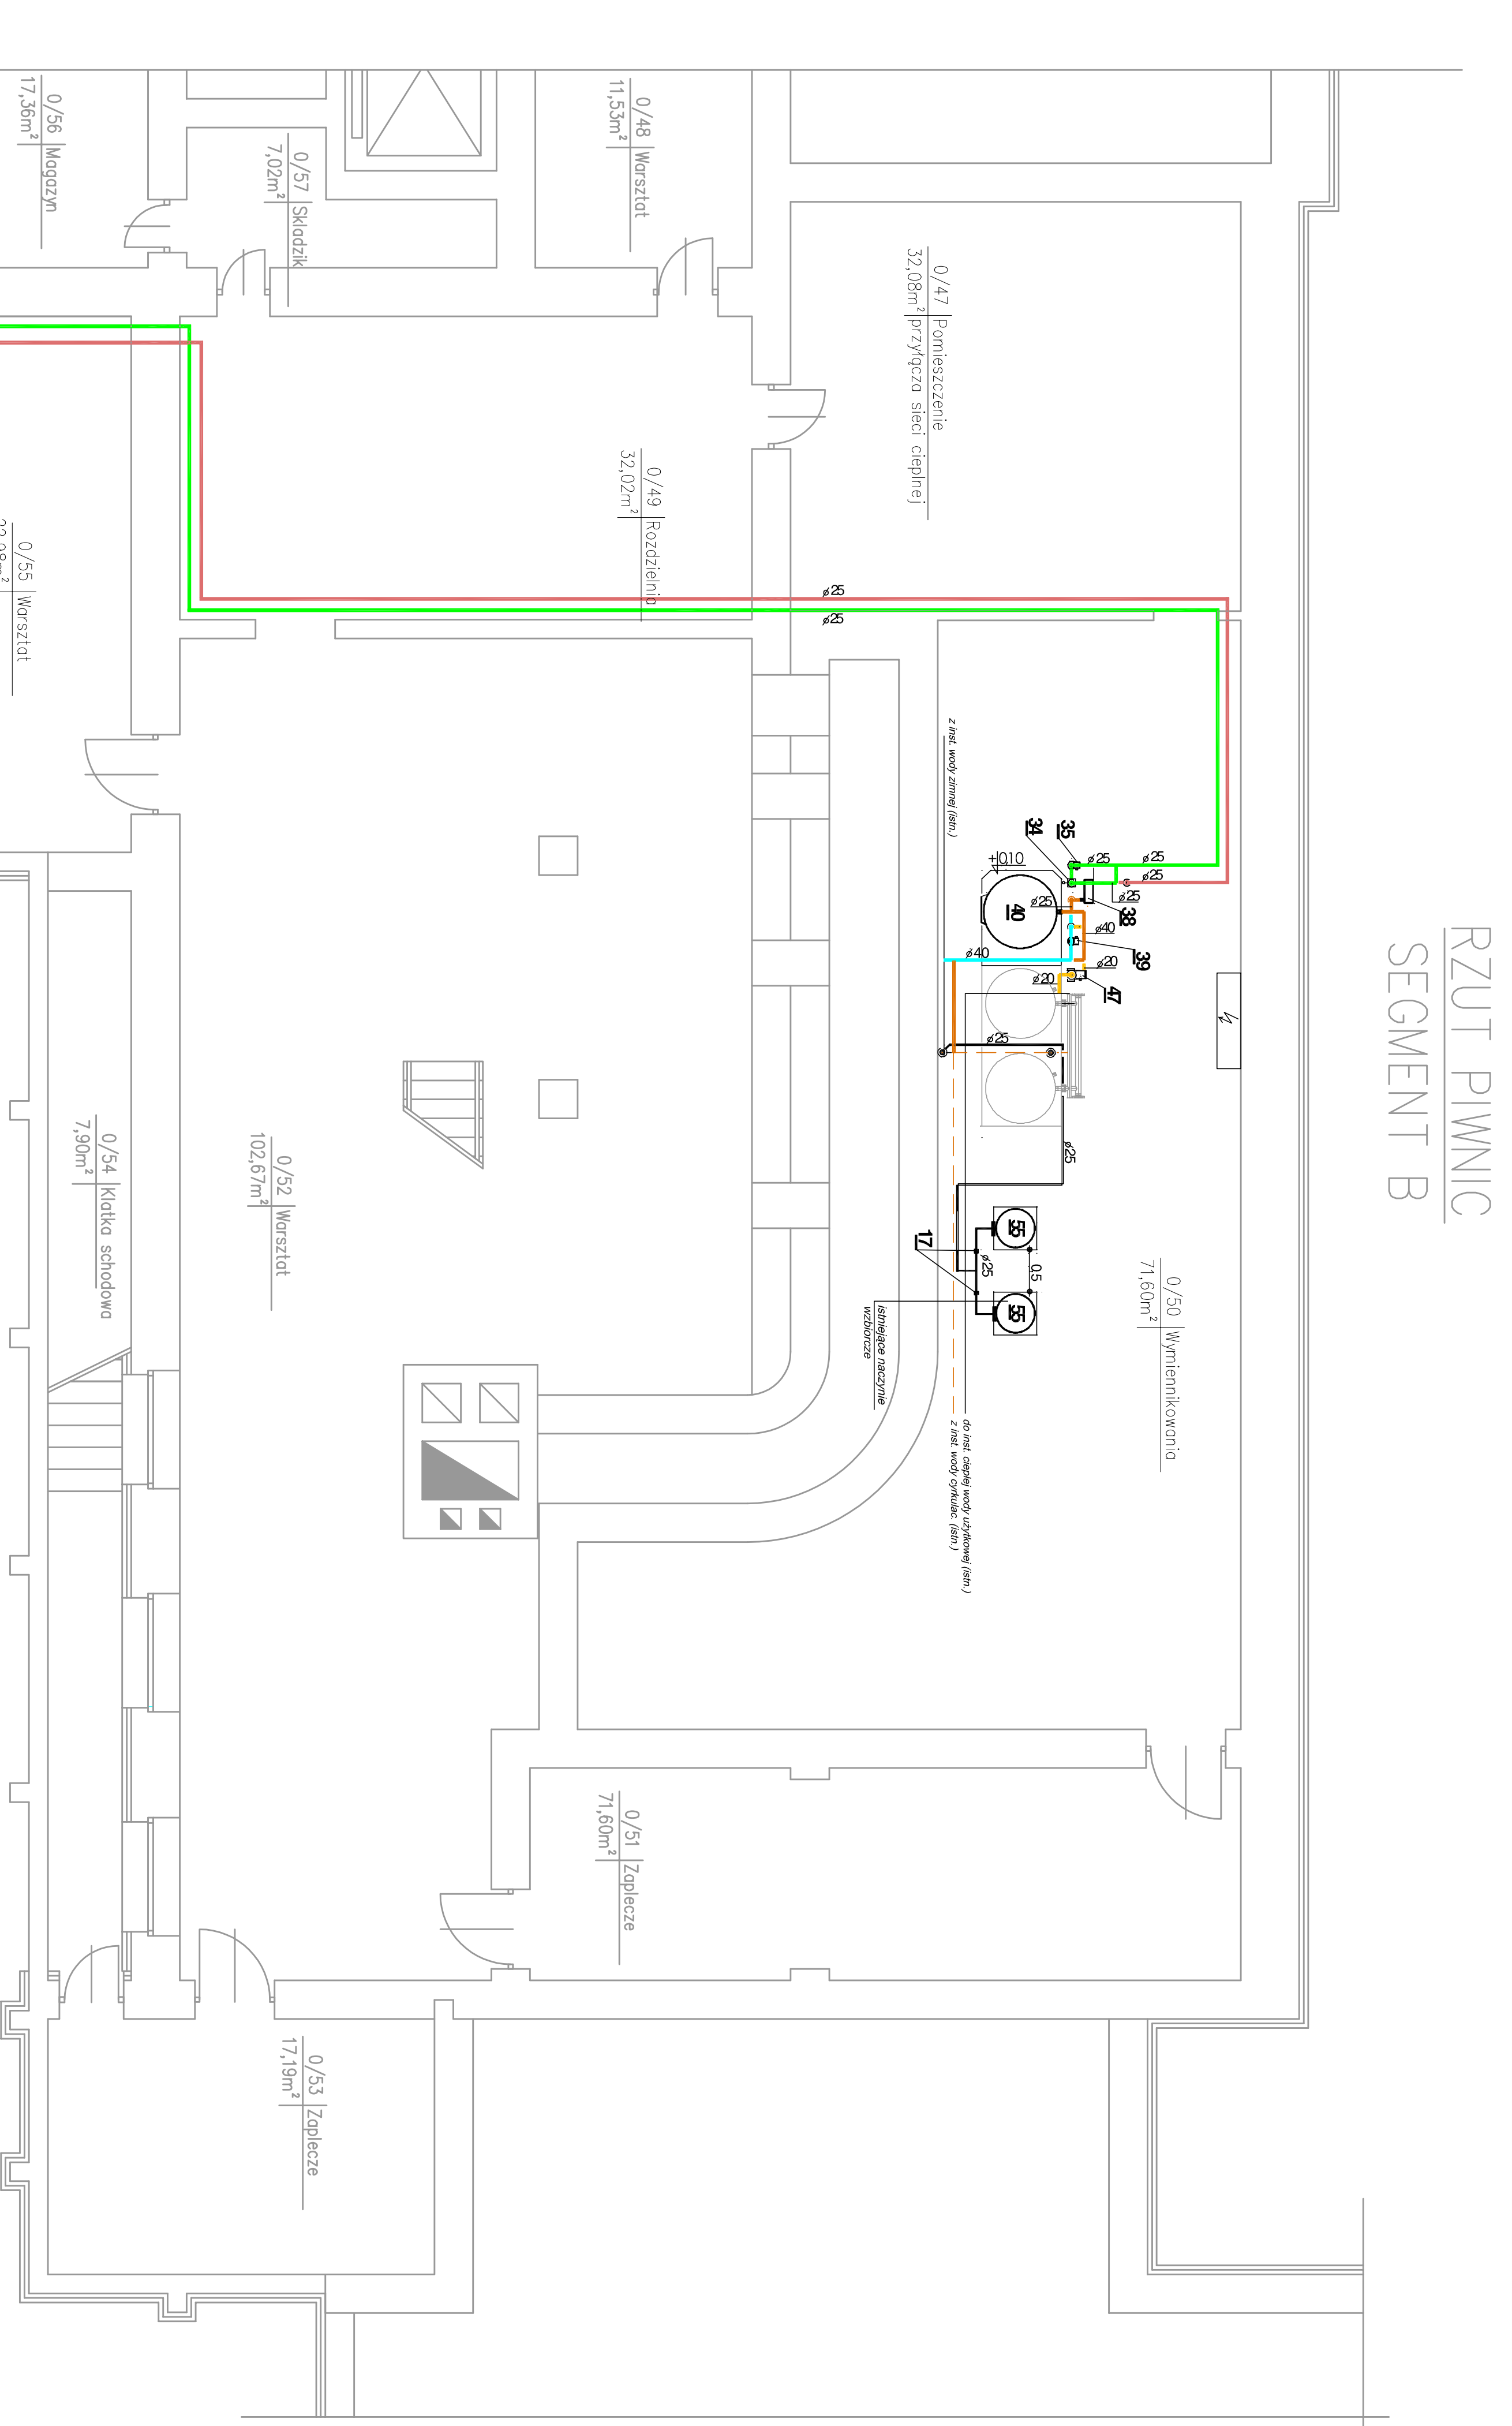 RZUT PIWNIC
SEGMENT B
0/56 Magazyn
17,36m²
0/57 Skladzik
7,02m²
0/48 Warsztat
11,53m²
0/47 Pomieszczenie
32,08m² przyłącza sieci cieplnej
0/49 Rozdzielnia
32,02m²
0/55 Warsztat
ø25
ø25
z inst. wody zimnej (istn.)
34
35
ø25
ø25
ø25
ø25
+0,10
40
ø25
38
ø40
39
ø40
ø20
ø20
47
ø25
ø25
17
55
ø25
0,5
55
istniejące naczynie
wzbiorcze
0/50 Wymiennikowania
71,60m²
do inst. ciepłej wody użytkowej (istn.)
z inst. wody cyrkulac. (istn.)
0/54 Klatka schodowa
7,90m²
0/52 Warsztat
102,67m²
0/51 Zaplecze
71,60m²
0/53 Zaplecze
17,19m²